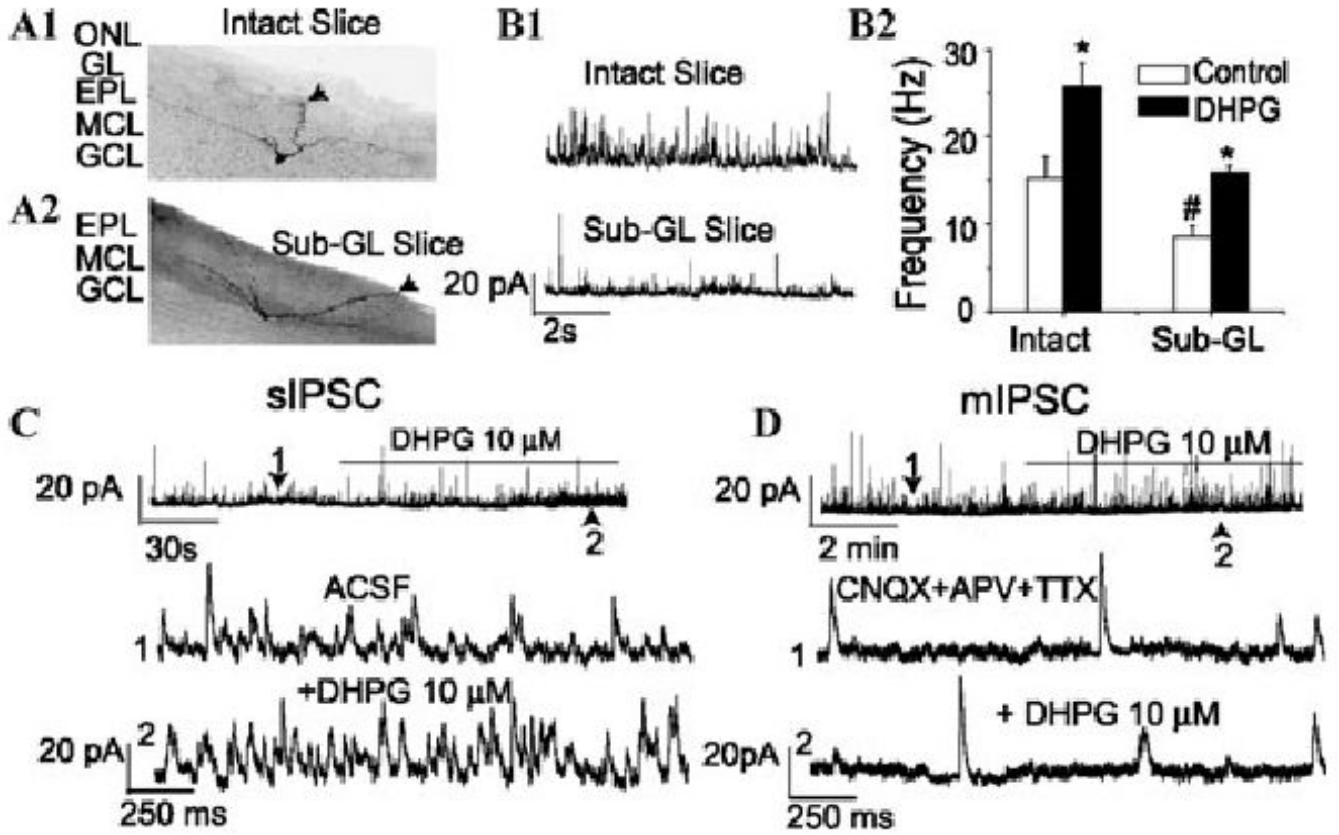 A1
Intact Slice
ONL
GL
EPL
MCL
GCL
A2
EPL
MCL
GCL
Sub-GL Slice
B1
Intact Slice
Sub-GL Slice
20 pA
2s
B2
Frequency (Hz)
30
20
10
0
*
#
*
Control
DHPG
Intact
Sub-GL
C
sIPSC
DHPG 10 µM
1
20 pA
30s
2
ACSF
1
+DHPG 10 µM
2
20 pA
250 ms
D
mIPSC
DHPG 10 µM
1
20 pA
2 min
2
CNQX+APV+TTX
1
+ DHPG 10 µM
2
20pA
250 ms